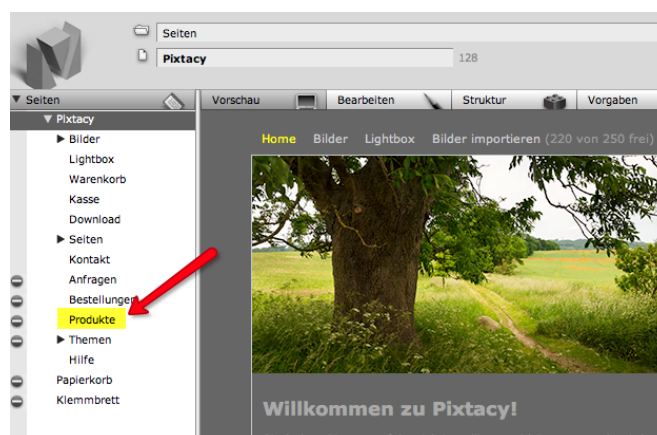 Seiten
Pixtacy 128
Seiten
Vorschau Bearbeiten Struktur Vorgaben
Pixtacy
Bilder
Lightbox
Warenkorb
Kasse
Download
Seiten
Kontakt
Anfragen
Bestellungen
Produkte
Themen
Hilfe
Papierkorb
Klemmbrett
Home Bilder Lightbox Bilder importieren (220 von 250 frei)
Willkommen zu Pixtacy!